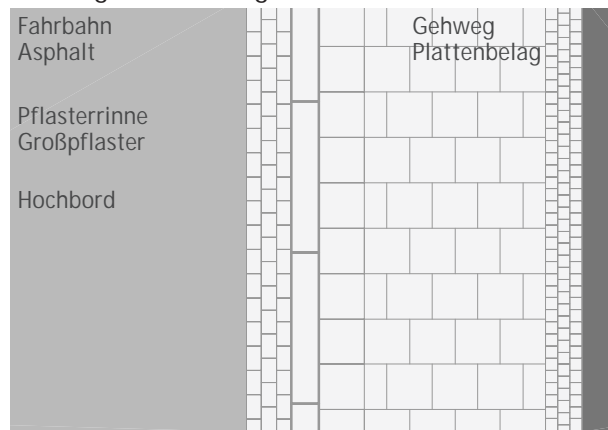 Fahrbahn
Asphalt
Gehweg
Plattenbelag
Pflasterrinne
Großpflaster
Hochbord